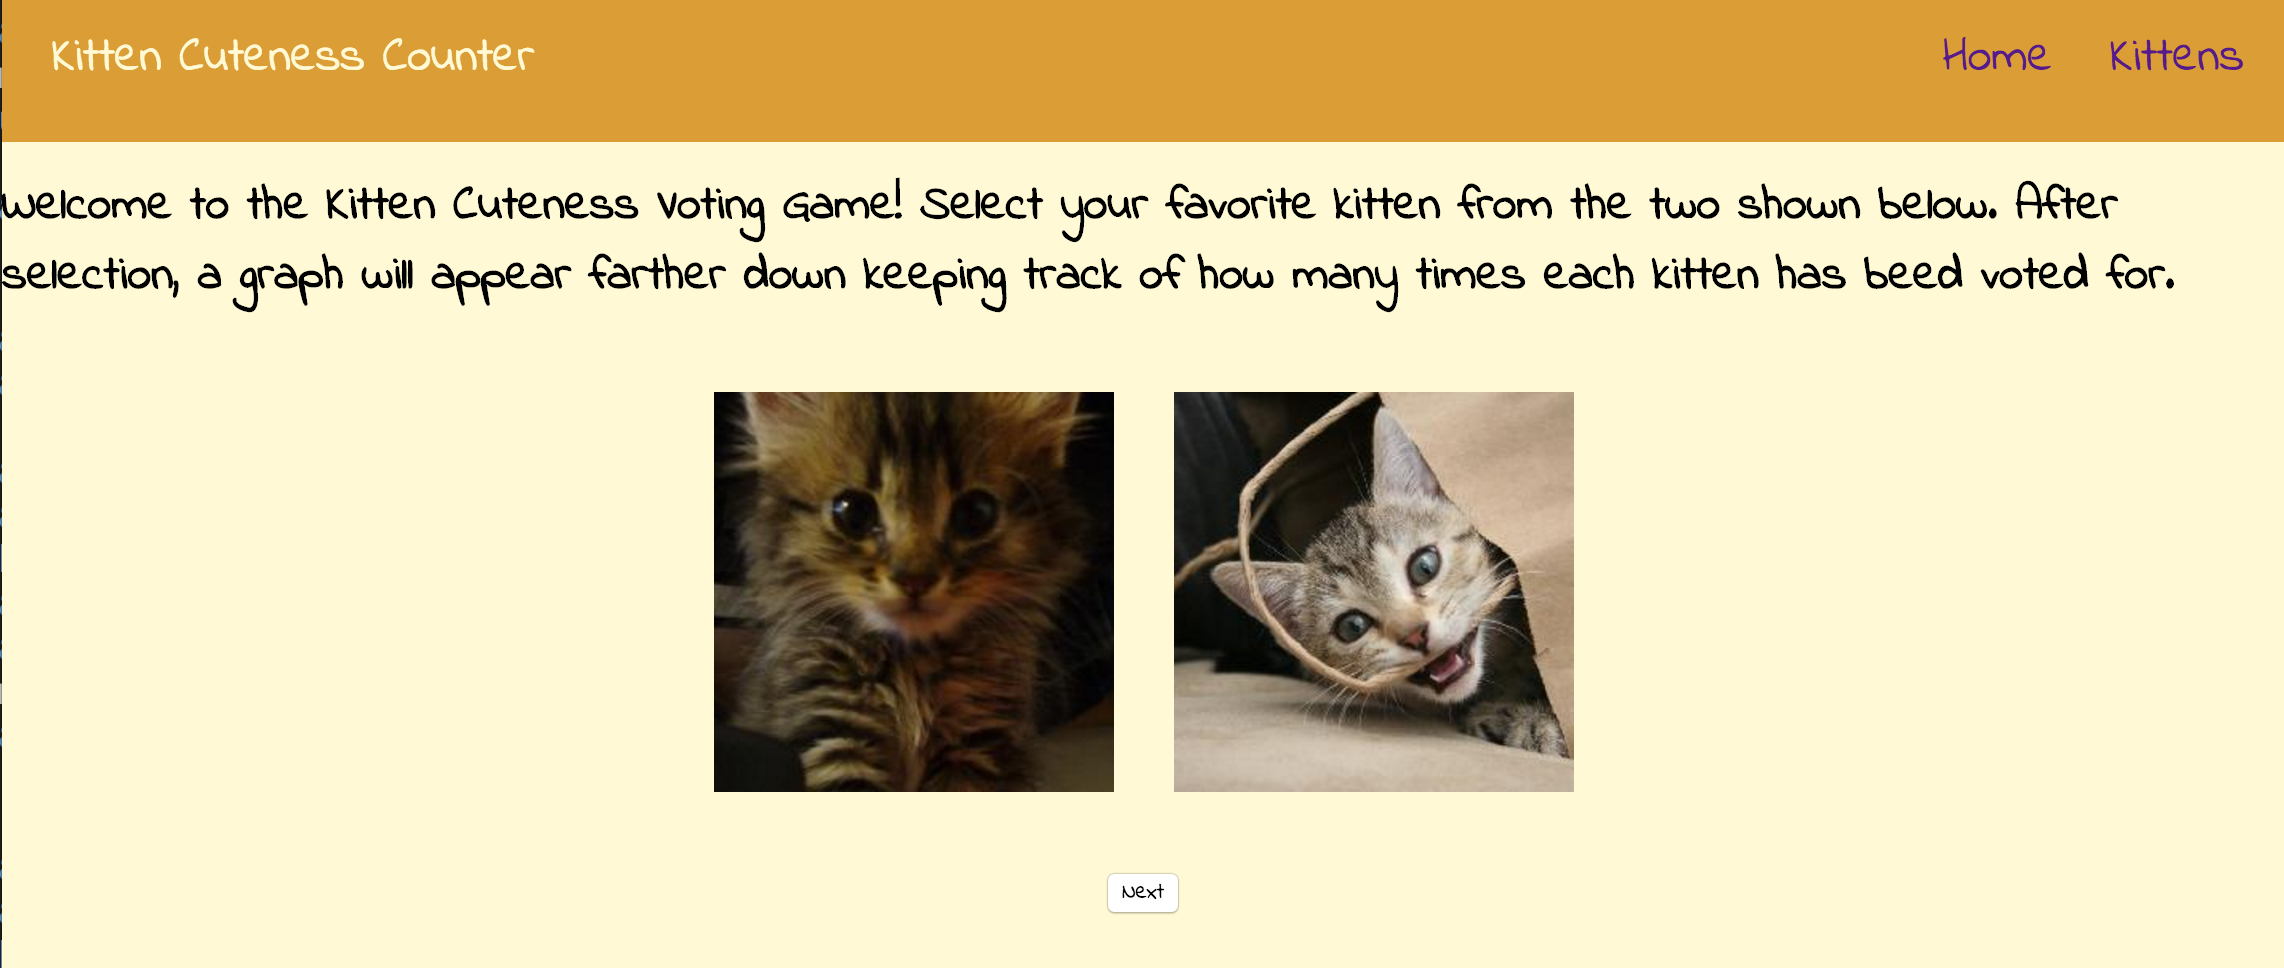 Kitten Cuteness Counter
Home Kittens
Welcome to the Kitten Cuteness Voting Game! Select your favorite kitten from the two shown below. After
selection, a graph will appear farther down keeping track of how many times each kitten has beed voted for.
Next